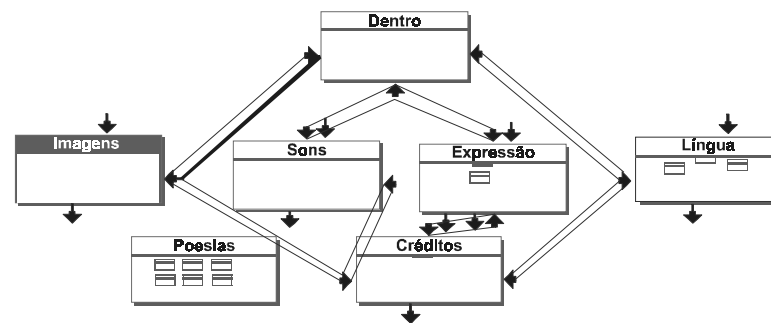 Dentro
Imagens
Sons
Expressão
Língua
Poesias
Créditos